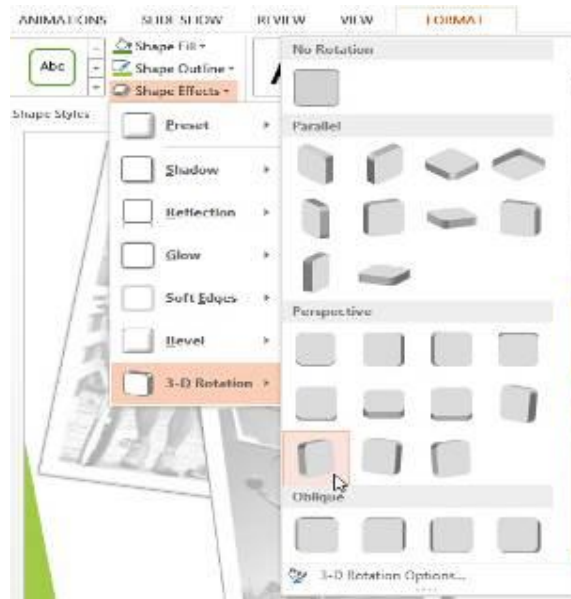 ANIMATIONS SLIDE SHOW REVIEW VIEW FORMAT
Abc
Shape Fill
Shape Outline
Shape Effects
Shape Styles
Preset
Shadow
Reflection
Glow
Soft Edges
Bevel
3-D Rotation
No Rotation
Parallel
Perspective
Oblique
3-D Rotation Options...